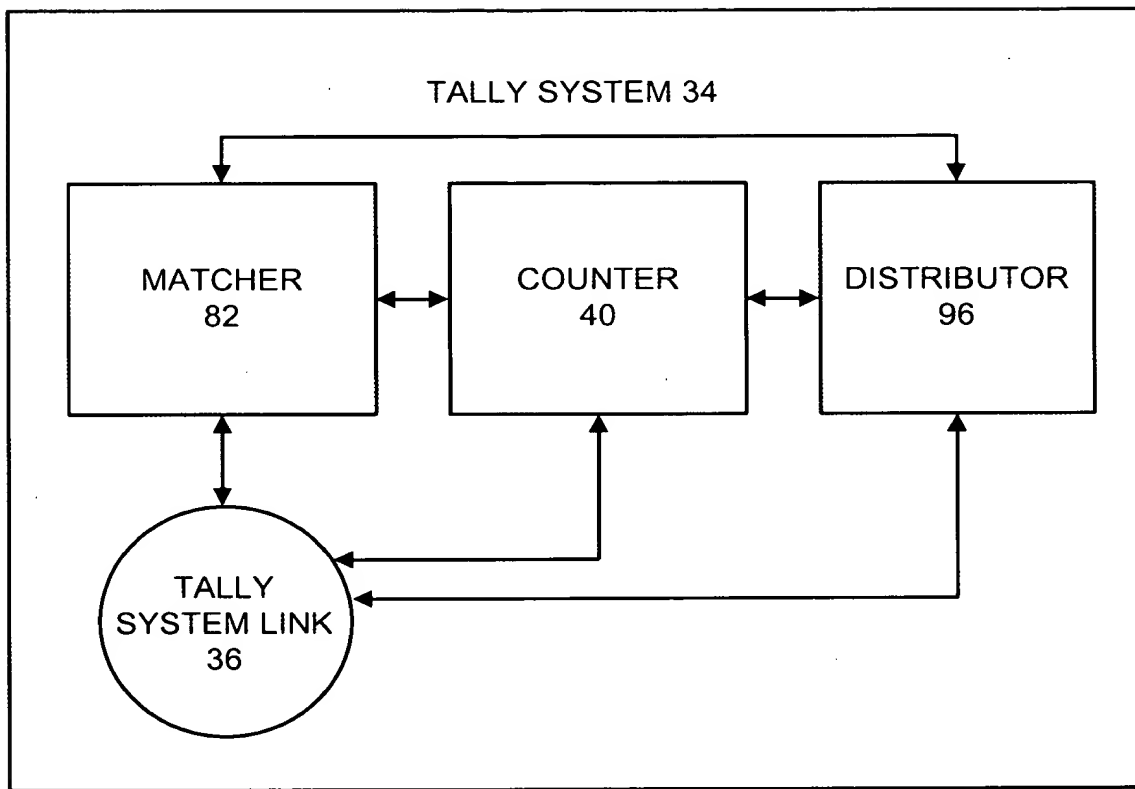 TALLY SYSTEM 34
MATCHER
82
COUNTER
40
DISTRIBUTOR
96
TALLY
SYSTEM LINK
36